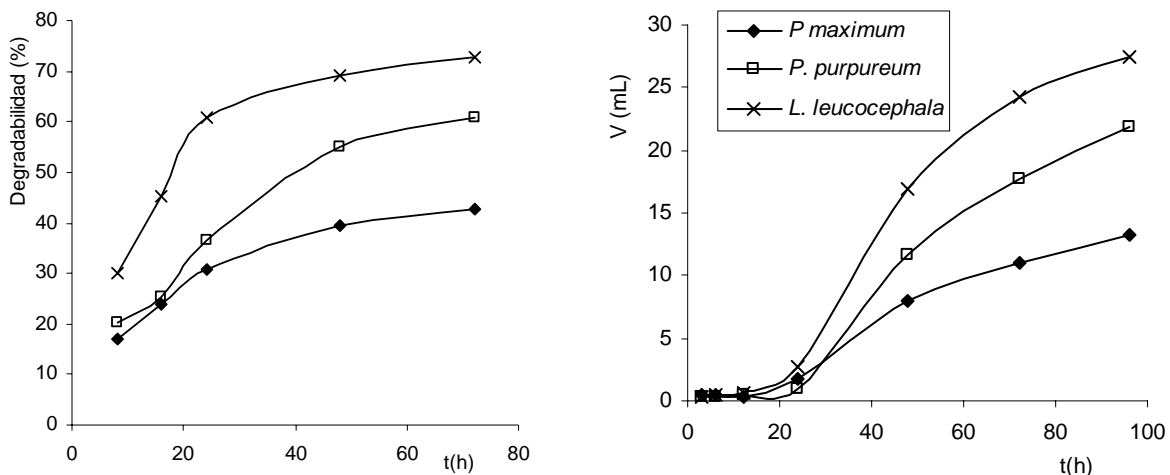 Degradabilidad (%)
80
70
60
50
40
30
20
10
0
0 20 40 60 80
t(h)
P maximum
P. purpureum
L. leucocephala
V (mL)
30
25
20
15
10
5
0
0 20 40 60 80 100
t(h)